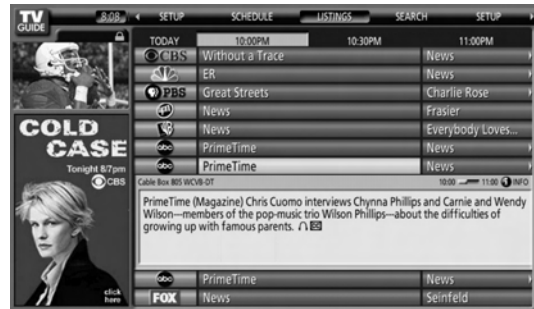 TV
GUIDE
8:08
SETUP SCHEDULE LISTINGS SEARCH SETUP
TODAY 10:00PM 10:30PM 11:00PM
CBS Without a Trace News
ER News
PBS Great Streets Charlie Rose
News Frasier
News Everybody Loves...
abc PrimeTime News
abc PrimeTime News
Cable Box 805 WCVB-DT 10:00 11:00 INFO
PrimeTime (Magazine) Chris Cuomo interviews Chynna Phillips and Carnie and Wendy
Wilson—members of the pop-music trio Wilson Phillips—about the difficulties of
growing up with famous parents.
abc PrimeTime News
FOX News Seinfeld
COLD
CASE
Tonight 8/7pm
CBS
click
here